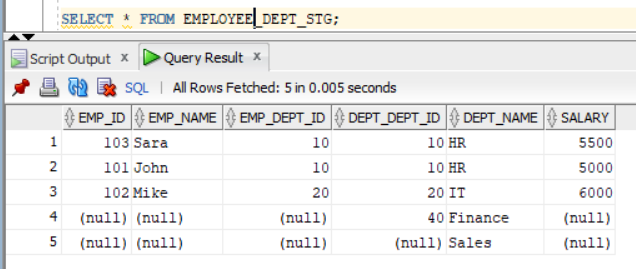 SELECT * FROM EMPLOYEE_DEPT_STG;
Script Output x Query Result x
SQL | All Rows Fetched: 5 in 0.005 seconds
EMP_ID EMP_NAME EMP_DEPT_ID DEPT_DEPT_ID DEPT_NAME SALARY
1 103 Sara 10 10 HR 5500
2 101 John 10 10 HR 5000
3 102 Mike 20 20 IT 6000
4 (null) (null) (null) 40 Finance (null)
5 (null) (null) (null) (null) Sales (null)